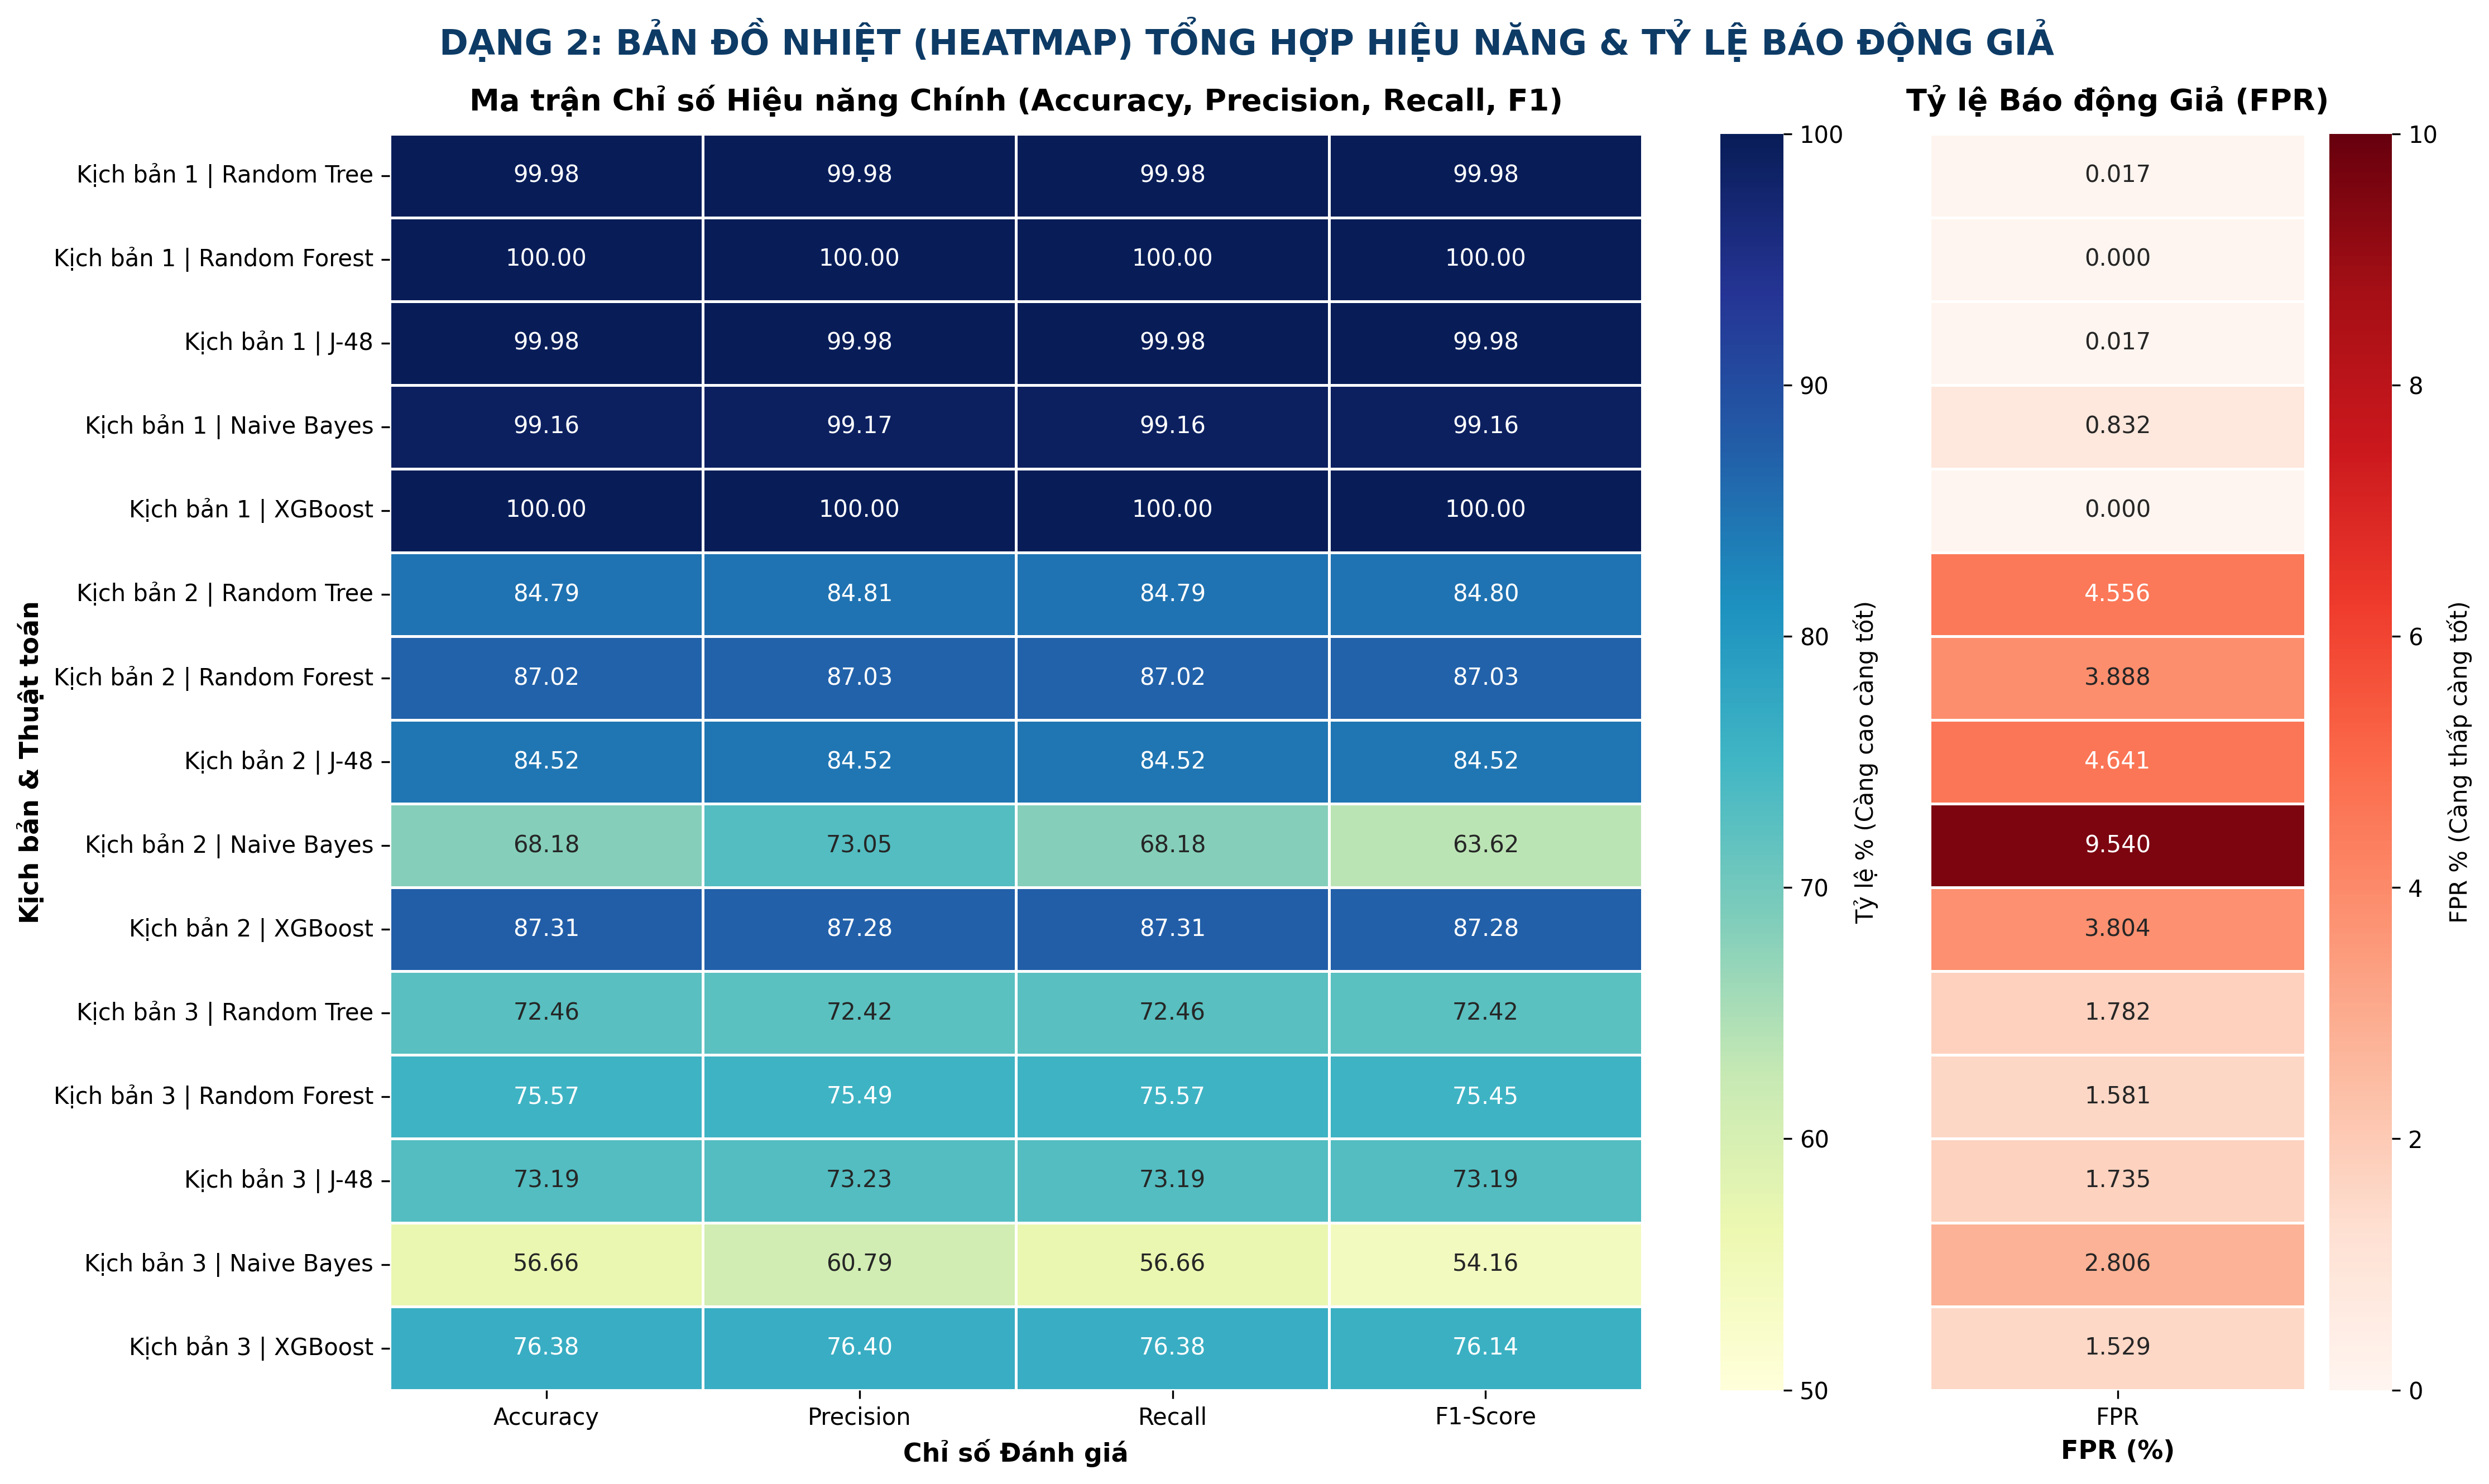 DẠNG 2: BẢN ĐỒ NHIỆT (HEATMAP) TỔNG HỢP HIỆU NĂNG & TỶ LỆ BÁO ĐỘNG GIẢ
Ma trận Chỉ số Hiệu năng Chính (Accuracy, Precision, Recall, F1)
Tỷ lệ Báo động Giả (FPR)
Kịch bản & Thuật toán
Kịch bản 1 | Random Tree 99.98 99.98 99.98 99.98 0.017
Kịch bản 1 | Random Forest 100.00 100.00 100.00 100.00 0.000
Kịch bản 1 | J-48 99.98 99.98 99.98 99.98 0.017
Kịch bản 1 | Naive Bayes 99.16 99.17 99.16 99.16 0.832
Kịch bản 1 | XGBoost 100.00 100.00 100.00 100.00 0.000
Kịch bản 2 | Random Tree 84.79 84.81 84.79 84.80 4.556
Kịch bản 2 | Random Forest 87.02 87.03 87.02 87.03 3.888
Kịch bản 2 | J-48 84.52 84.52 84.52 84.52 4.641
Kịch bản 2 | Naive Bayes 68.18 73.05 68.18 63.62 9.540
Kịch bản 2 | XGBoost 87.31 87.28 87.31 87.28 3.804
Kịch bản 3 | Random Tree 72.46 72.42 72.46 72.42 1.782
Kịch bản 3 | Random Forest 75.57 75.49 75.57 75.45 1.581
Kịch bản 3 | J-48 73.19 73.23 73.19 73.19 1.735
Kịch bản 3 | Naive Bayes 56.66 60.79 56.66 54.16 2.806
Kịch bản 3 | XGBoost 76.38 76.40 76.38 76.14 1.529
Accuracy Precision Recall F1-Score
Chỉ số Đánh giá
100
90
80
70
60
50
Tỷ lệ % (Càng cao càng tốt)
FPR
FPR (%)
10
8
6
4
2
0
FPR % (Càng thấp càng tốt)